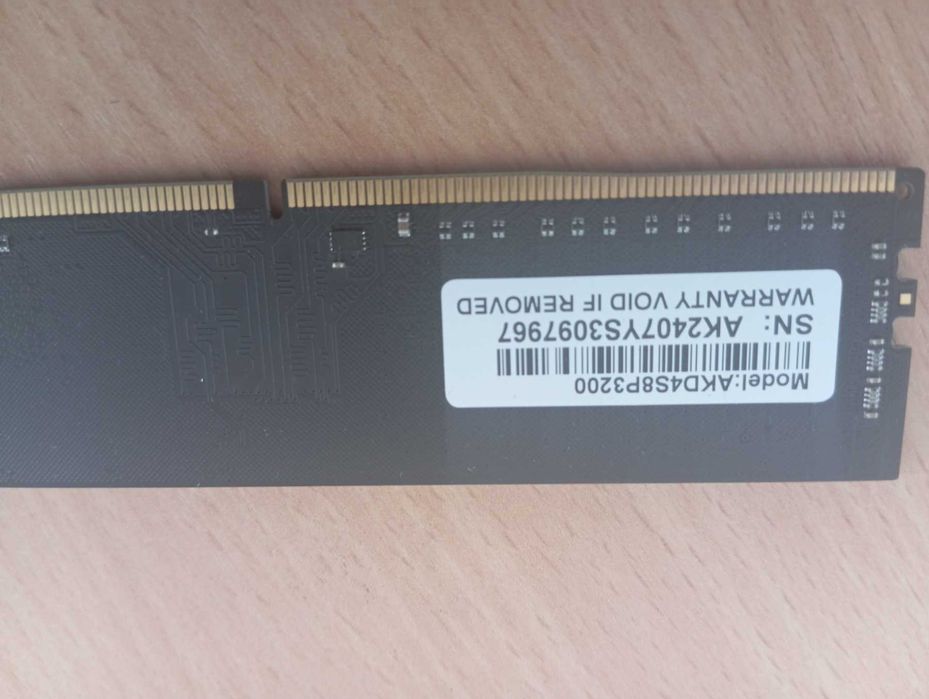 Model:AKD4S8P3200
SN: AK2407YS3097967
WARRANTY VOID IF REMOVED